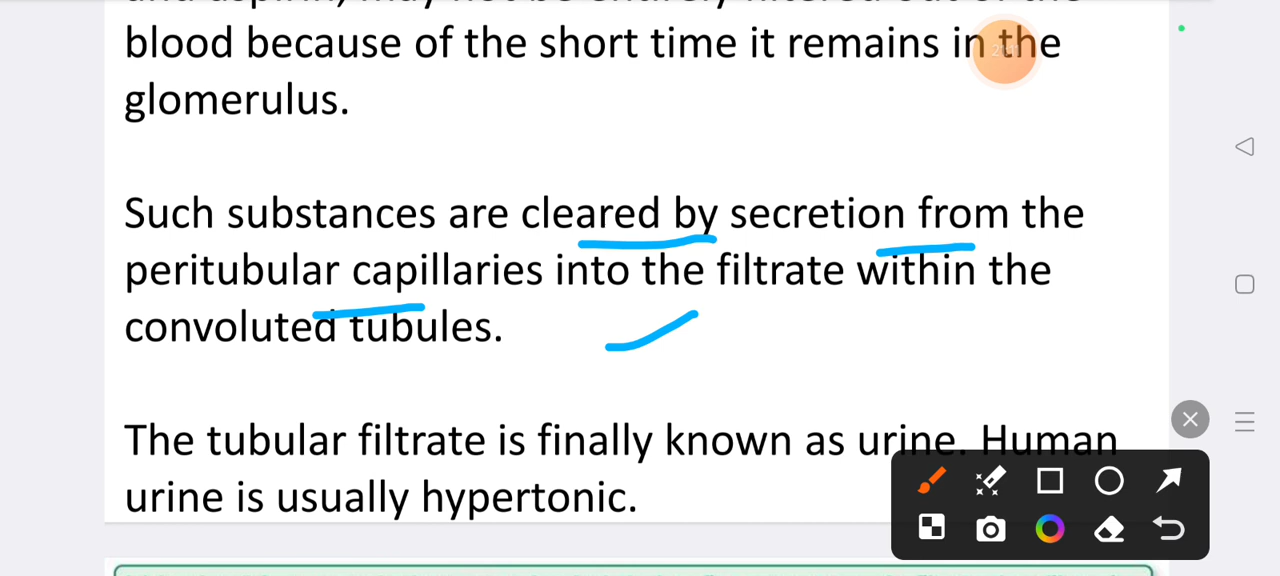 blood because of the short time it remains in the
glomerulus.
Such substances are cleared by secretion from the
peritubular capillaries into the filtrate within the
convoluted tubules.
The tubular filtrate is finally known as urine. Human
urine is usually hypertonic.